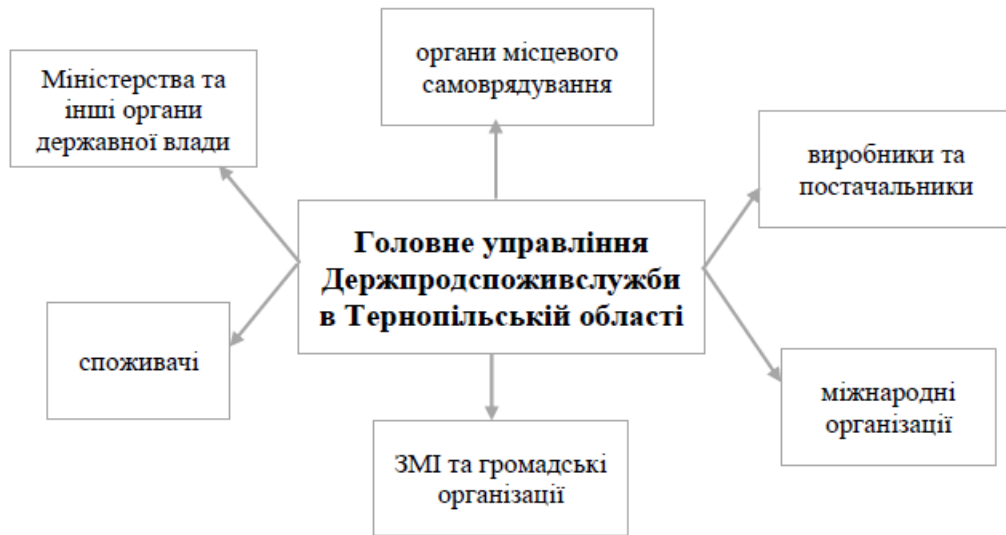 органи місцевого
самоврядування
Міністерства та
інші органи
державної влади
виробники та
постачальники
Головне управління
Держпродспоживслужби
в Тернопільській області
споживачі
міжнародні
організації
ЗМІ та громадські
організації